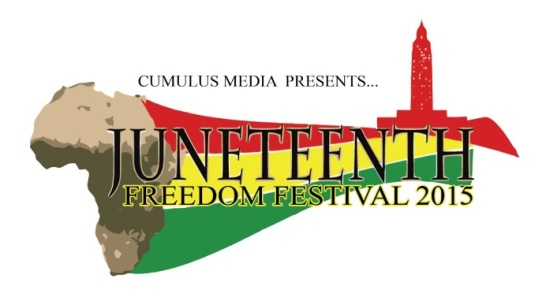 CUMULUS MEDIA PRESENTS...
JUNETEENTH
FREEDOM FESTIVAL 2015